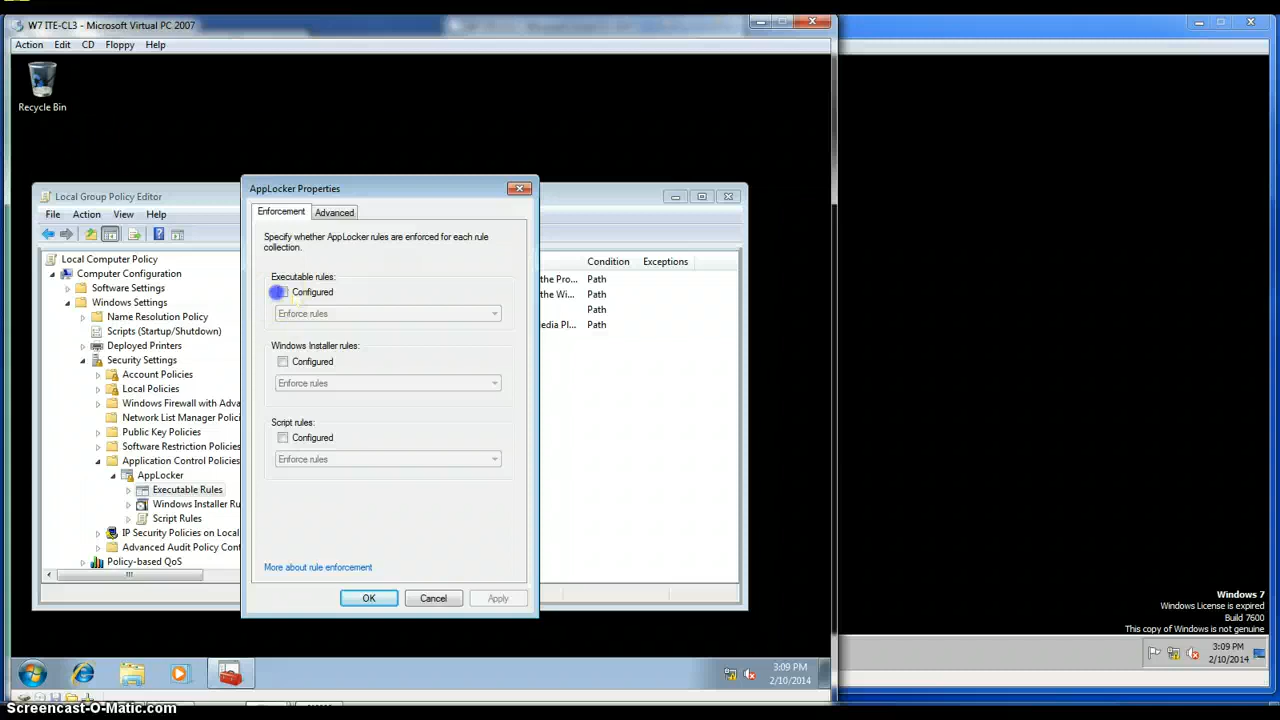 W7 ITE-CL3 - Microsoft Virtual PC 2007
Action Edit CD Floppy Help
Recycle Bin
Local Group Policy Editor
File Action View Help
Local Computer Policy
Computer Configuration
Software Settings
Windows Settings
Name Resolution Policy
Scripts (Startup/Shutdown)
Deployed Printers
Security Settings
Account Policies
Local Policies
Windows Firewall with Adva
Network List Manager Polici
Public Key Policies
Software Restriction Policies
Application Control Policies
AppLocker
Executable Rules
Windows Installer Ru
Script Rules
IP Security Policies on Local
Advanced Audit Policy Conf
Policy-based QoS
AppLocker Properties
Enforcement Advanced
Specify whether AppLocker rules are enforced for each rule
collection.
Executable rules:
Configured
Enforce rules
Windows Installer rules:
Configured
Enforce rules
Script rules:
Configured
Enforce rules
More about rule enforcement
OK Cancel Apply
Condition Exceptions
the Pro... Path
the Wi... Path
Path
edia Pl... Path
3:09 PM
2/10/2014
Windows 7
Windows License is expired
Build 7600
This copy of Windows is not genuine
3:09 PM
2/10/2014
Screencast-O-Matic.com